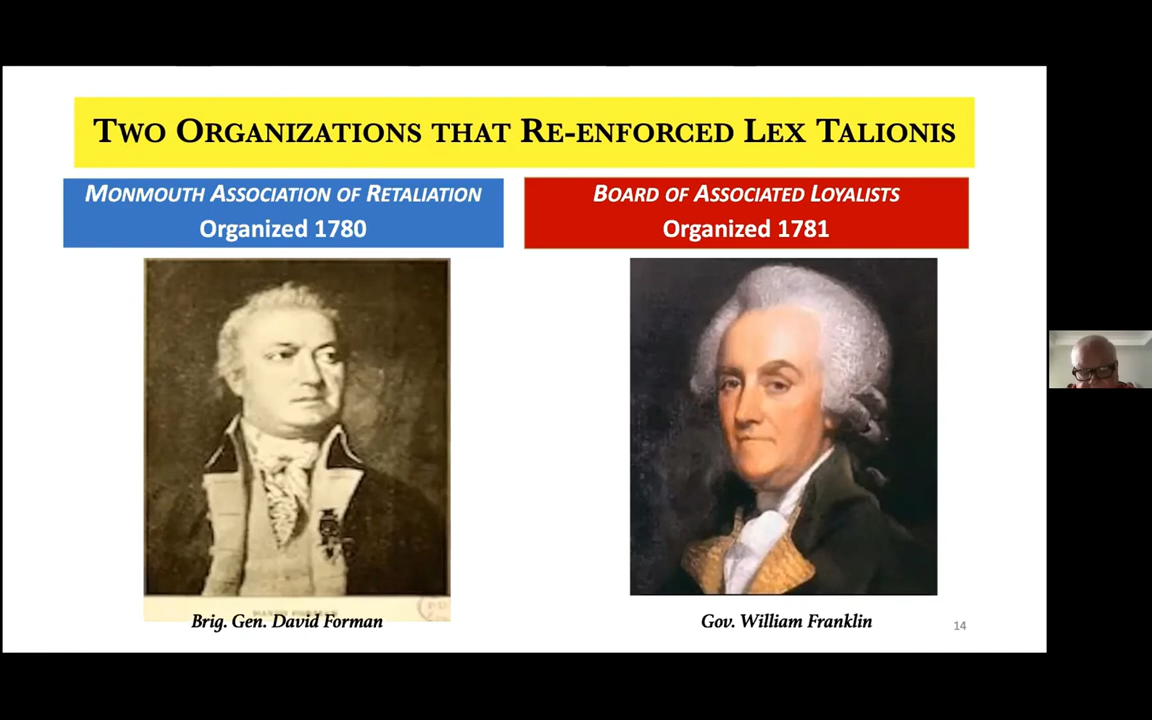 Two Organizations that Re-enforced Lex Talionis
Monmouth Association of Retaliation
Organized 1780
Board of Associated Loyalists
Organized 1781
Brig. Gen. David Forman
Gov. William Franklin
14